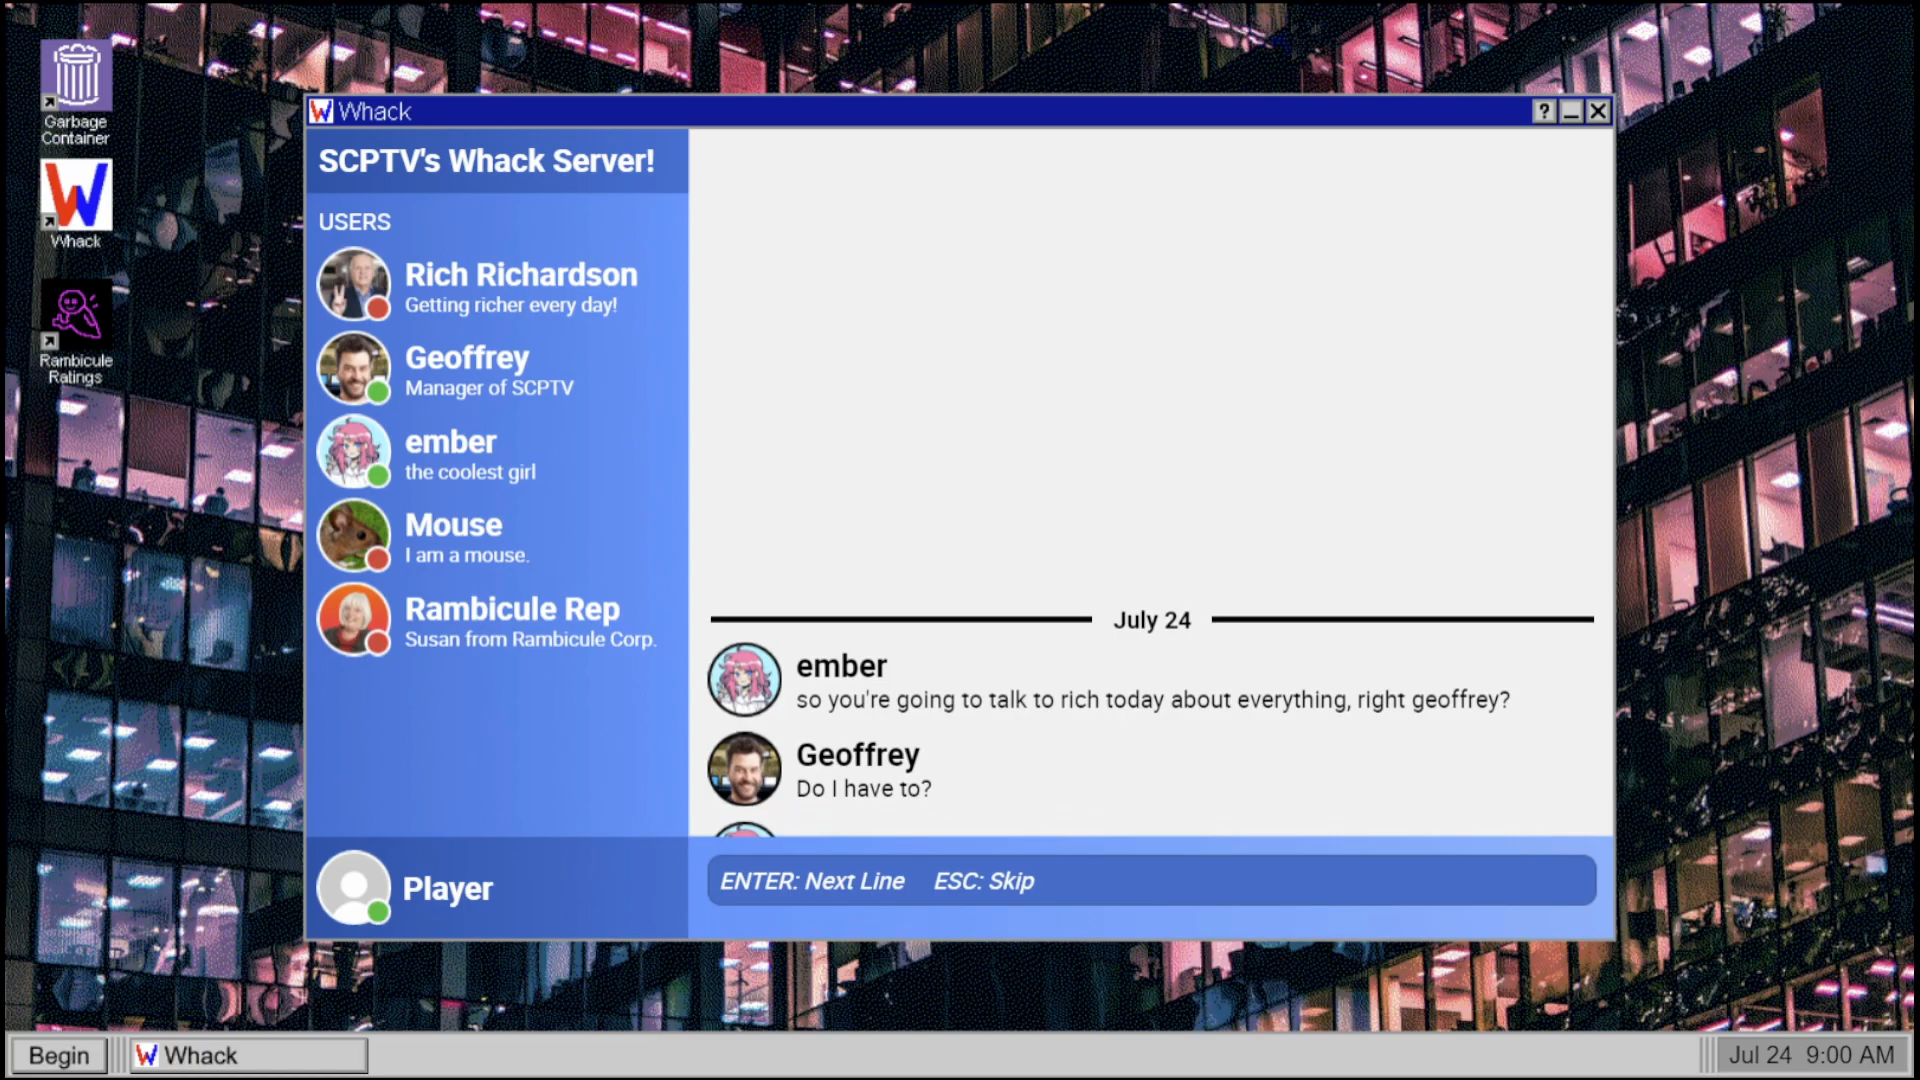 Garbage
Container
Whack
Rambicule
Ratings
Whack
?
SCPTV's Whack Server!
USERS
Rich Richardson
Getting richer every day!
Geoffrey
Manager of SCPTV
ember
the coolest girl
Mouse
I am a mouse.
Rambicule Rep
Susan from Rambicule Corp.
Player
July 24
ember
so you're going to talk to rich today about everything, right geoffrey?
Geoffrey
Do I have to?
ENTER: Next Line ESC: Skip
Begin
Whack
Jul 24 9:00 AM